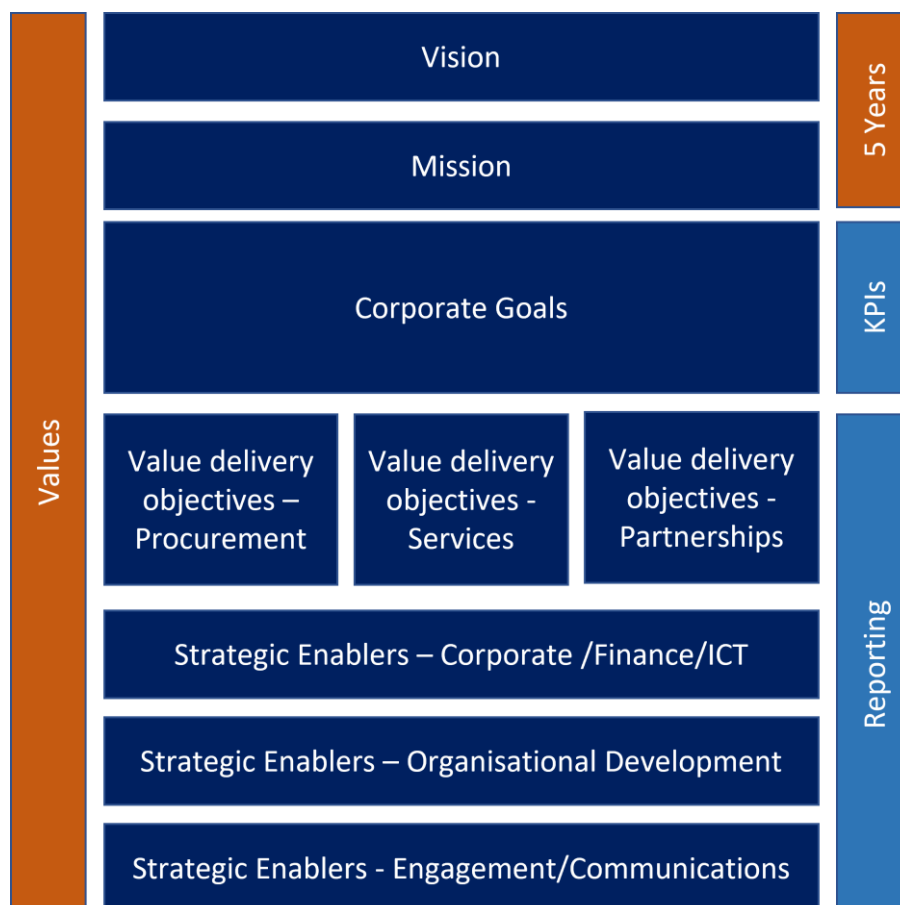 Vision
5 Years
Mission
Corporate Goals
KPIs
Values
Value delivery
objectives –
Procurement
Value delivery
objectives -
Services
Value delivery
objectives -
Partnerships
Strategic Enablers – Corporate /Finance/ICT
Reporting
Strategic Enablers – Organisational Development
Strategic Enablers - Engagement/Communications